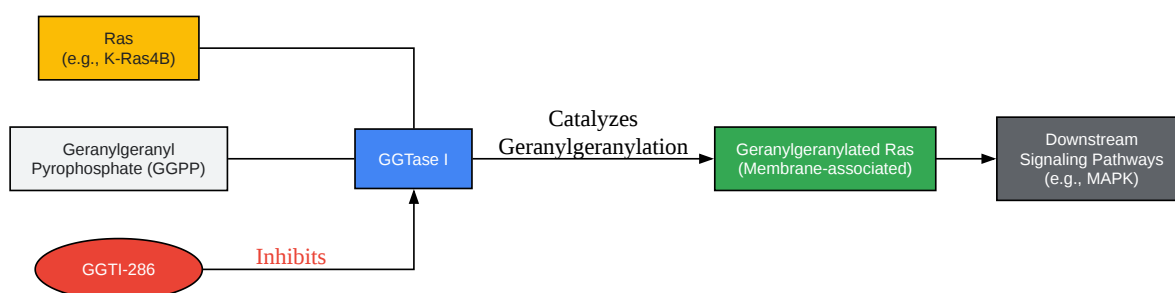 Ras
(e.g., K-Ras4B)
Geranylgeranyl
Pyrophosphate (GGPP)
GGTase I
Catalyzes
Geranylgeranylation
Geranylgeranylated Ras
(Membrane-associated)
Downstream
Signaling Pathways
(e.g., MAPK)
GGTI-286
Inhibits